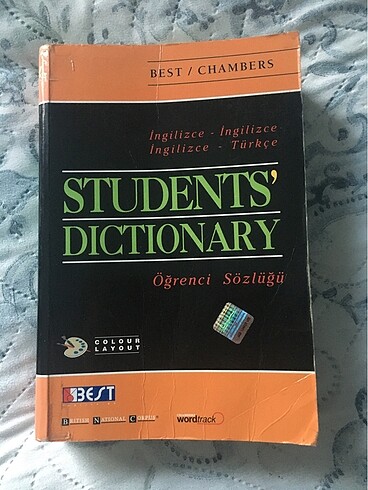 BEST / CHAMBERS
İngilizce - İngilizce
İngilizce - Türkçe
STUDENTS'
DICTIONARY
Öğrenci Sözlüğü
COLOUR
LAYOUT
BEST
BRITISH NATIONAL CORPUS
wordtrack